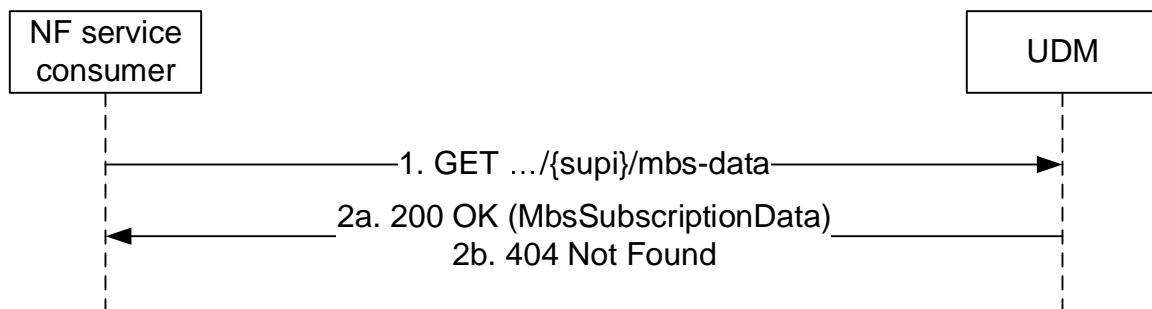 NF service
consumer
UDM
1. GET …/{supi}/mbs-data
2a. 200 OK (MbsSubscriptionData)
2b. 404 Not Found